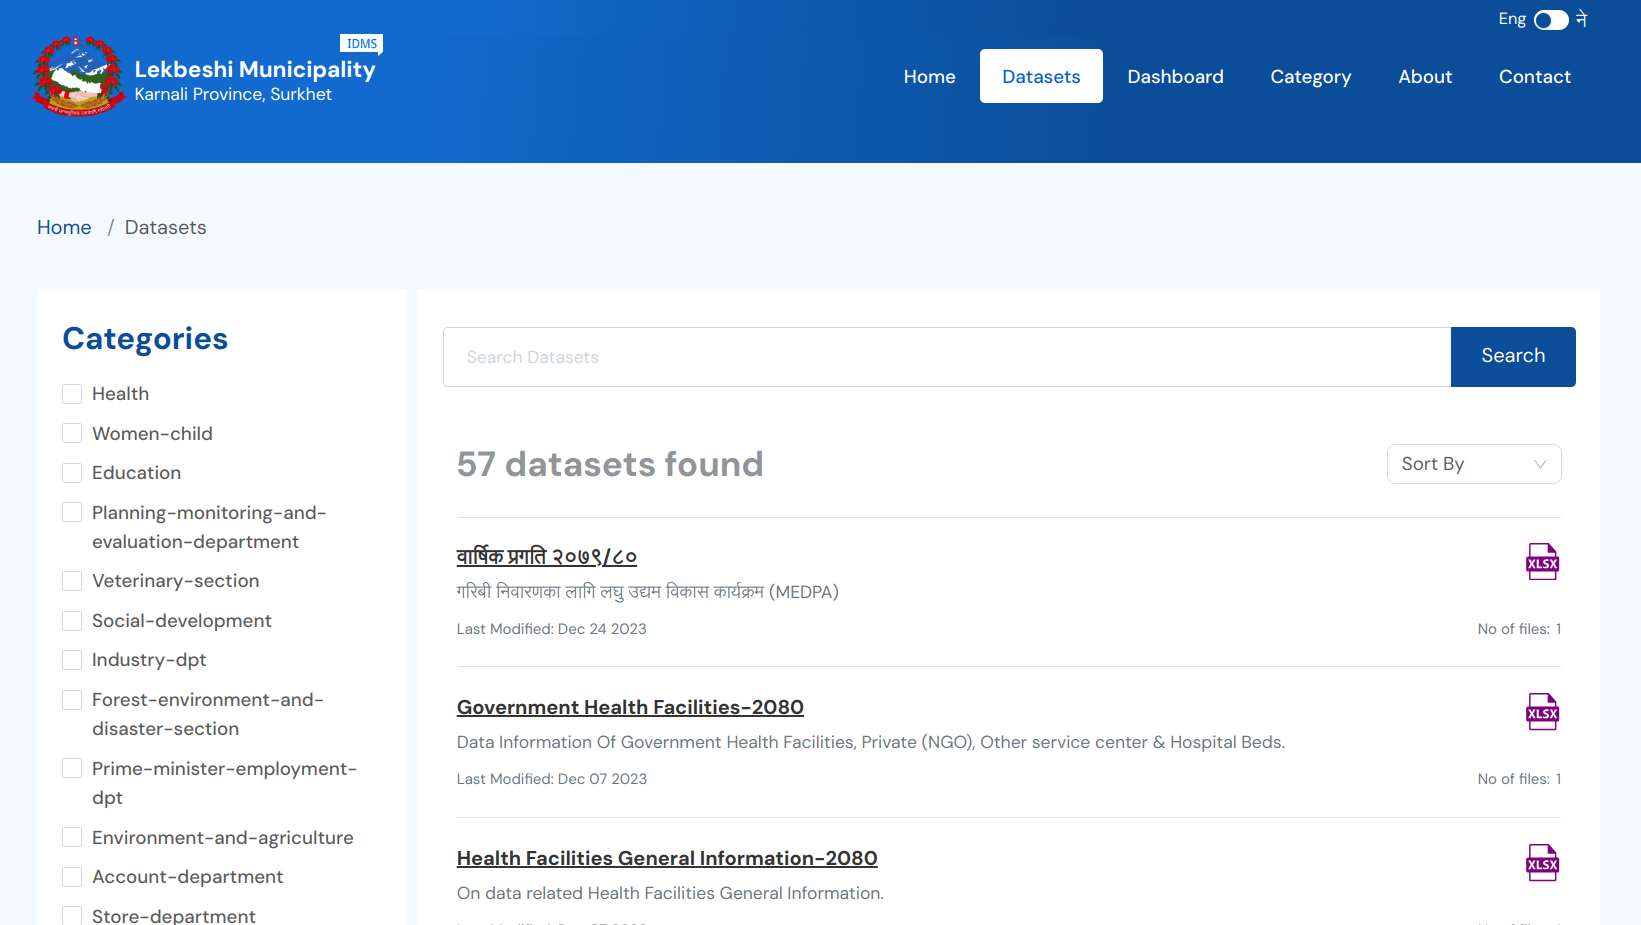 Eng ने
IDMS
Lekbeshi Municipality
Karnali Province, Surkhet
Home Datasets Dashboard Category About Contact
Home / Datasets
Categories
Health
Women-child
Education
Planning-monitoring-and-
evaluation-department
Veterinary-section
Social-development
Industry-dpt
Forest-environment-and-
disaster-section
Prime-minister-employment-
dpt
Environment-and-agriculture
Account-department
Store-department
Search Datasets
Search
57 datasets found
Sort By
वार्षिक प्रगति २०७९/८०
XLSX
गरिबी निवारणका लागि लघु उद्यम विकास कार्यक्रम (MEDPA)
Last Modified: Dec 24 2023
No of files: 1
Government Health Facilities-2080
XLSX
Data Information Of Government Health Facilities, Private (NGO), Other service center & Hospital Beds.
Last Modified: Dec 07 2023
No of files: 1
Health Facilities General Information-2080
XLSX
On data related Health Facilities General Information.